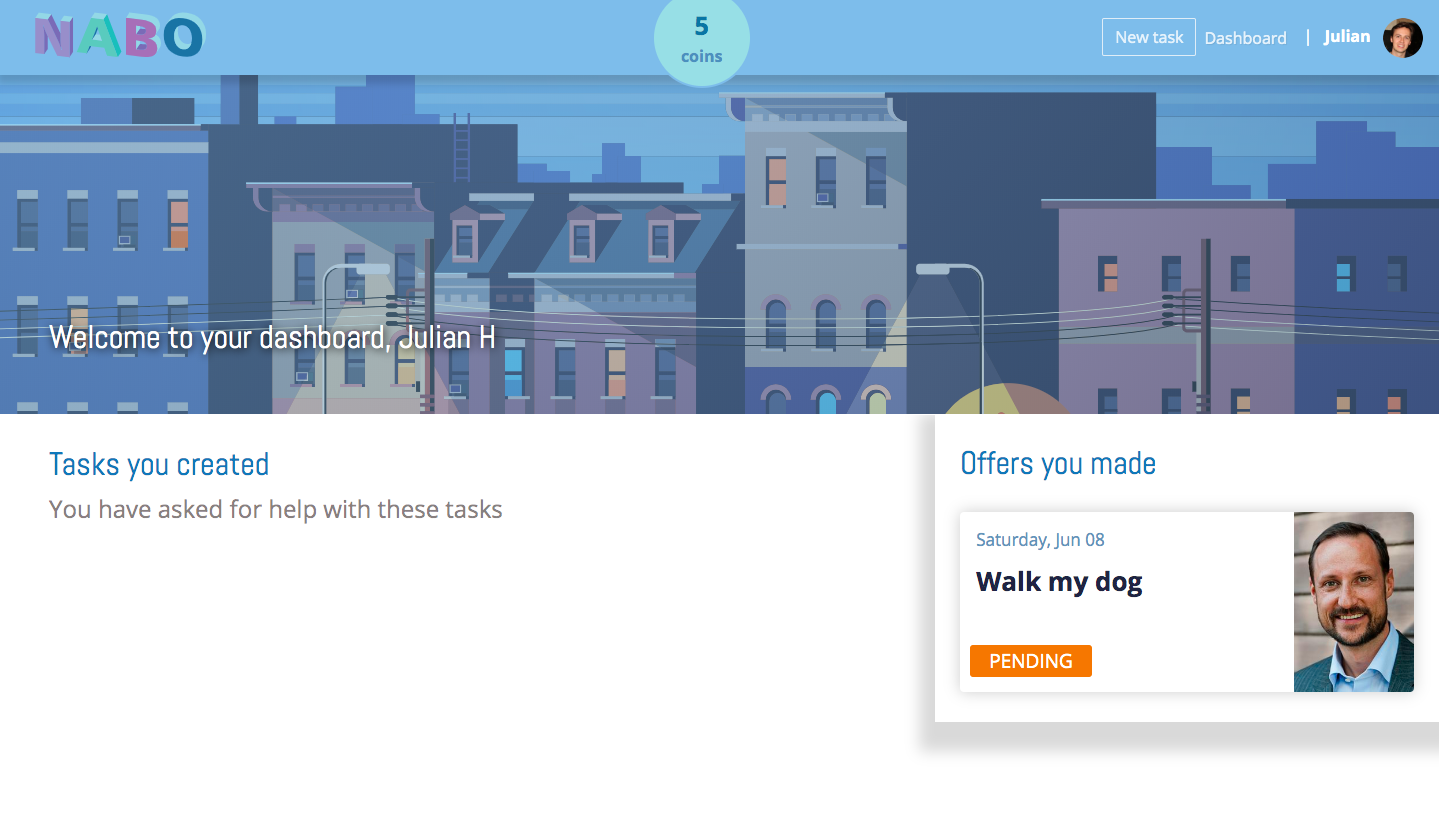 NABO
5
coins
New task
Dashboard
|
Julian
Welcome to your dashboard, Julian H
Tasks you created
You have asked for help with these tasks
Offers you made
Saturday, Jun 08
Walk my dog
PENDING